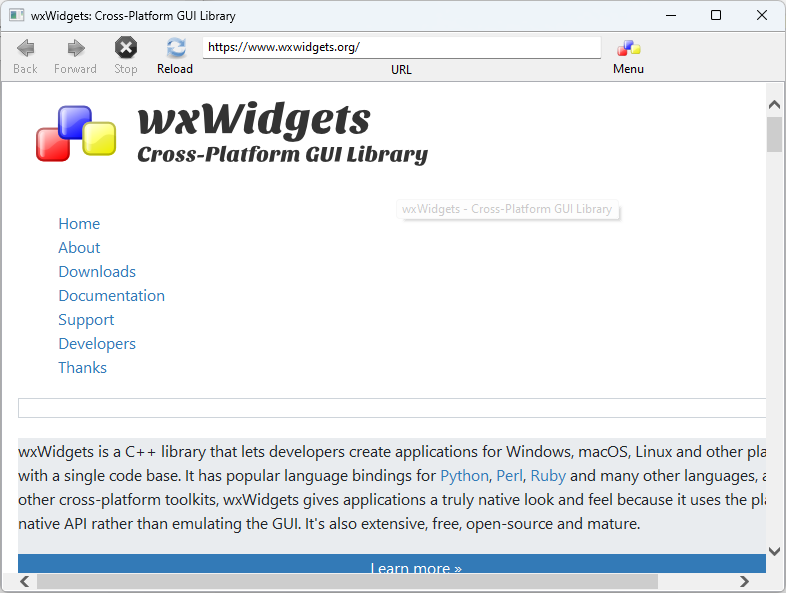 wxWidgets: Cross-Platform GUI Library
Back Forward Stop Reload https://www.wxwidgets.org/ URL Menu
wxWidgets
Cross-Platform GUI Library
wxWidgets - Cross-Platform GUI Library
Home
About
Downloads
Documentation
Support
Developers
Thanks
wxWidgets is a C++ library that lets developers create applications for Windows, macOS, Linux and other
with a single code base. It has popular language bindings for Python, Perl, Ruby and many other languages,
other cross-platform toolkits, wxWidgets gives applications a truly native look and feel because it uses the
native API rather than emulating the GUI. It's also extensive, free, open-source and mature.
Learn more »